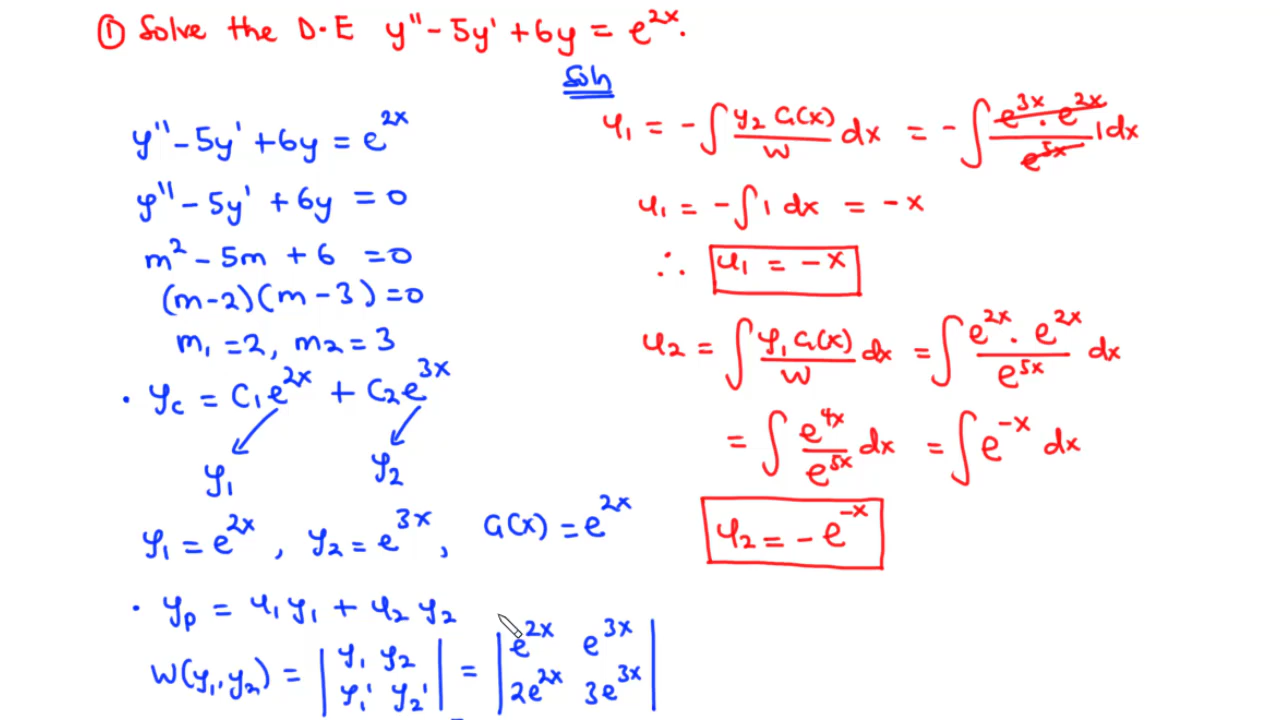 ① Solve the D.E y'' - 5y' + 6y = e^{2x}.
Soln
y'' - 5y' + 6y = e^{2x}
y'' - 5y' + 6y = 0
m² - 5m + 6 = 0
(m-2)(m-3) = 0
m₁ = 2, m₂ = 3
• y_c = C₁e^{2x} + C₂e^{3x}
y₁ y₂
y₁ = e^{2x}, y₂ = e^{3x}, G(x) = e^{2x}
• y_p = u₁y₁ + u₂y₂
W(y₁,y₂) = |y₁ y₂; y₁' y₂'| = |e^{2x} e^{3x}; 2e^{2x} 3e^{3x}|
u₁ = -∫ (y₂ G(x))/W dx = -∫ (e^{3x} · e^{2x})/e^{5x} 1dx
u₁ = -∫ 1 dx = -x
∴ u₁ = -x
u₂ = ∫ (y₁ G(x))/W dx = ∫ (e^{2x} · e^{2x})/e^{5x} dx
= ∫ e^{4x}/e^{5x} dx = ∫ e^{-x} dx
u₂ = -e^{-x}